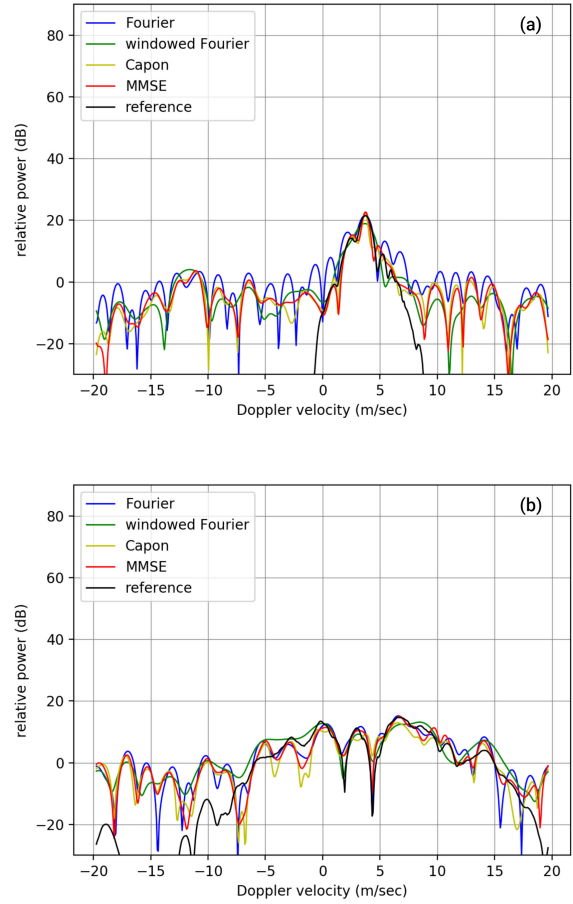 (a)
Fourier
windowed Fourier
Capon
MMSE
reference
relative power (dB)
80
60
40
20
0
−20
−20 −15 −10 −5 0 5 10 15 20
Doppler velocity (m/sec)
(b)
Fourier
windowed Fourier
Capon
MMSE
reference
relative power (dB)
80
60
40
20
0
−20
−20 −15 −10 −5 0 5 10 15 20
Doppler velocity (m/sec)